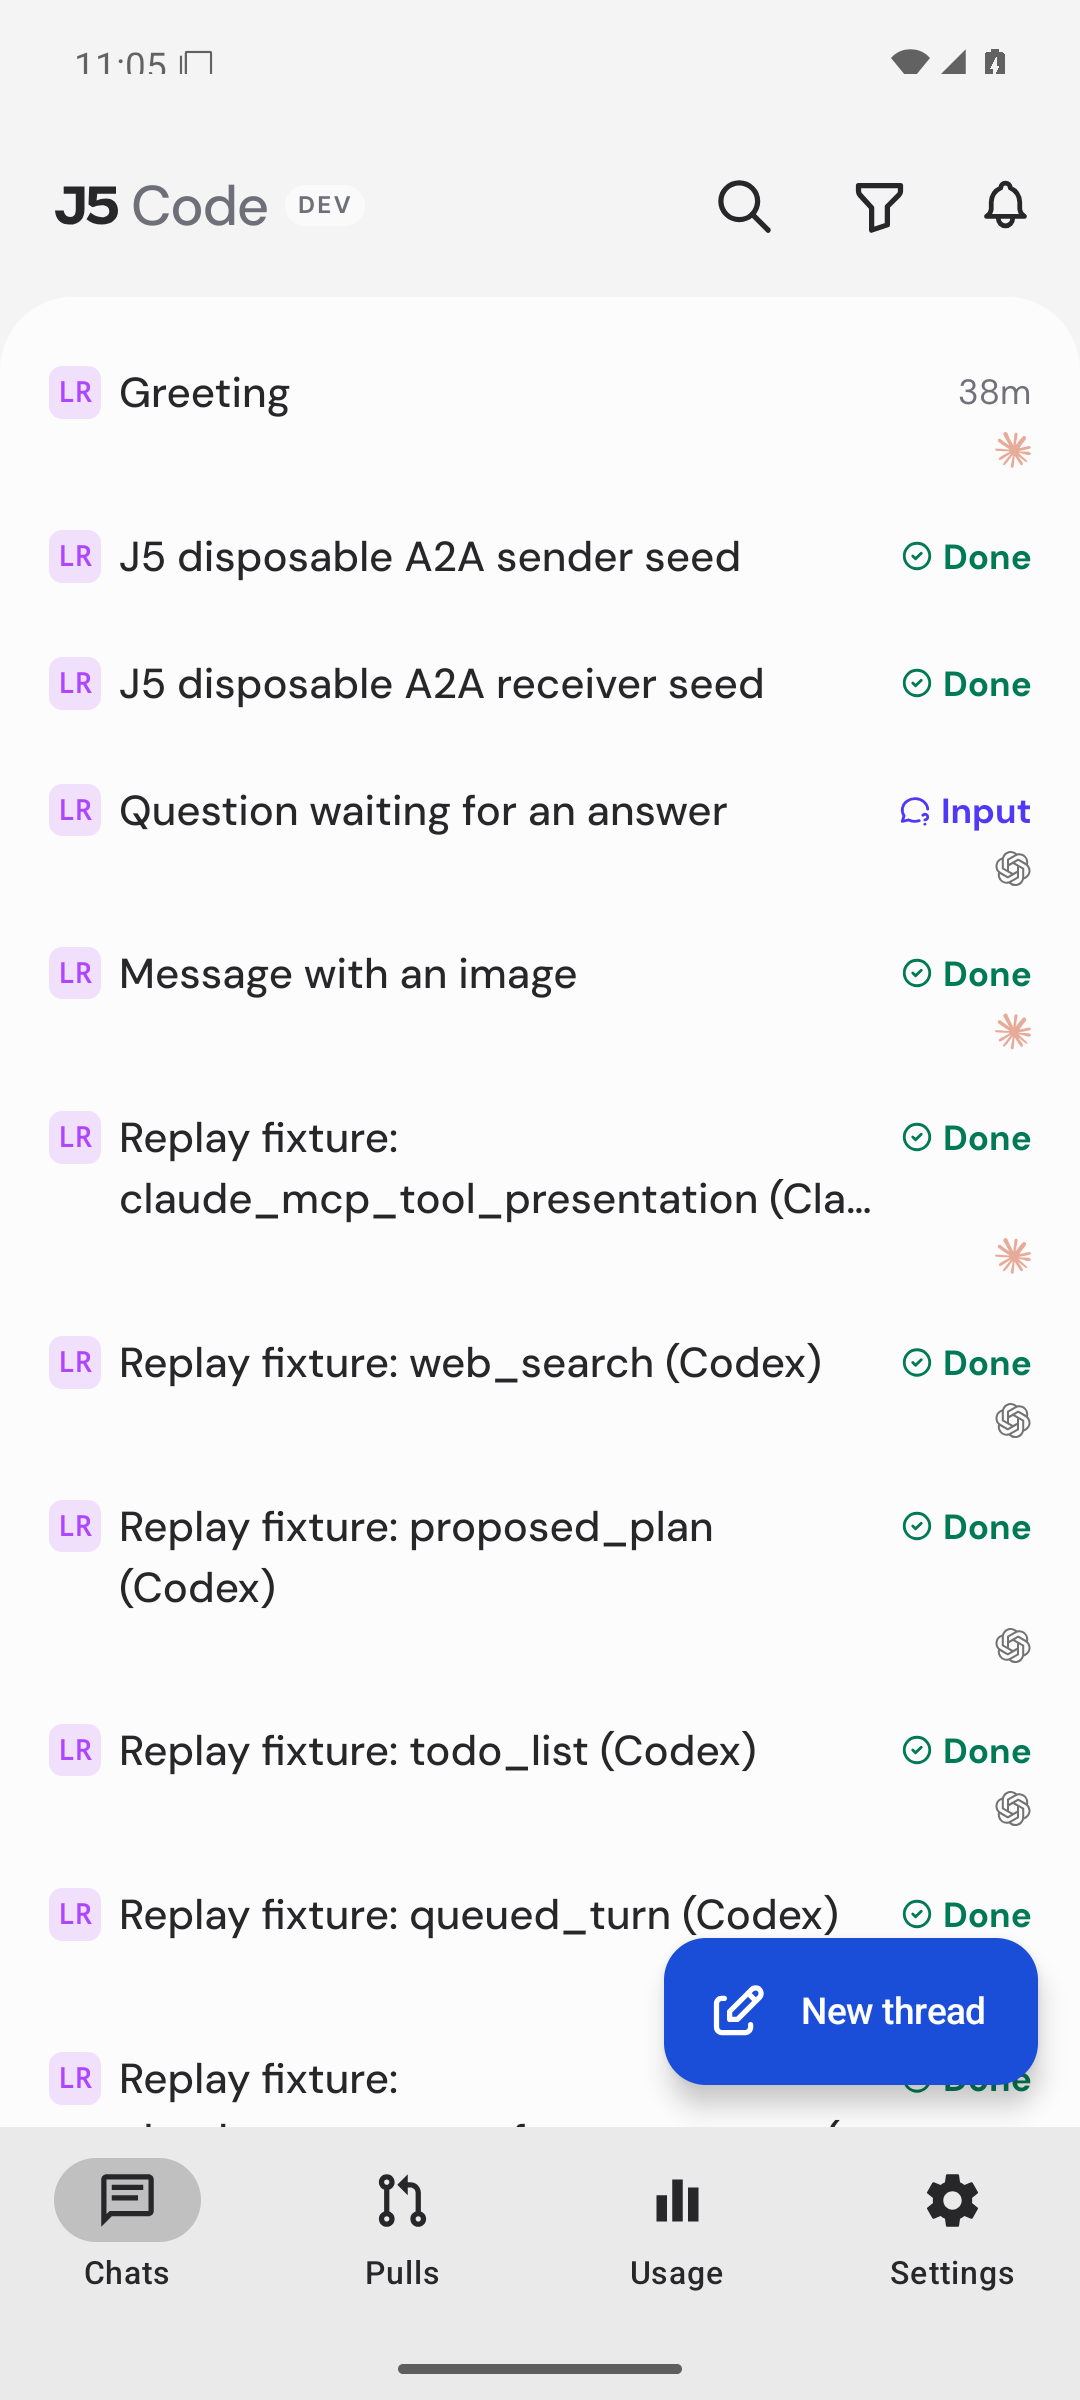 11:05
J5 Code DEV
LR Greeting 38m
LR J5 disposable A2A sender seed Done
LR J5 disposable A2A receiver seed Done
LR Question waiting for an answer Input
LR Message with an image Done
LR Replay fixture: Done
claude_mcp_tool_presentation (Cla...
LR Replay fixture: web_search (Codex) Done
LR Replay fixture: proposed_plan Done
(Codex)
LR Replay fixture: todo_list (Codex) Done
LR Replay fixture: queued_turn (Codex) Done
New thread
LR Replay fixture: Done
Chats Pulls Usage Settings